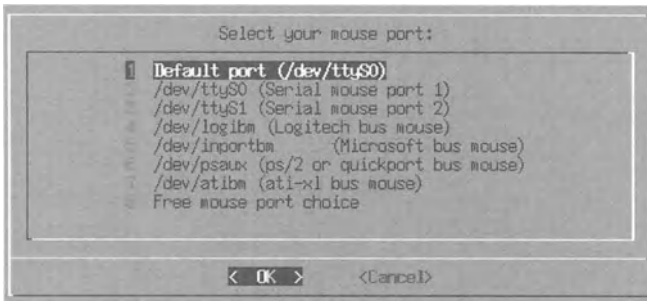 Select your mouse port:
1 Default port (/dev/ttyS0)
/dev/ttyS0 (Serial mouse port 1)
/dev/ttyS1 (Serial mouse port 2)
/dev/logibm (Logitech bus mouse)
/dev/inportbm (Microsoft bus mouse)
/dev/psaux (ps/2 or quickport bus mouse)
/dev/atibm (ati-xl bus mouse)
Free mouse port choice
< OK > <Cancel>